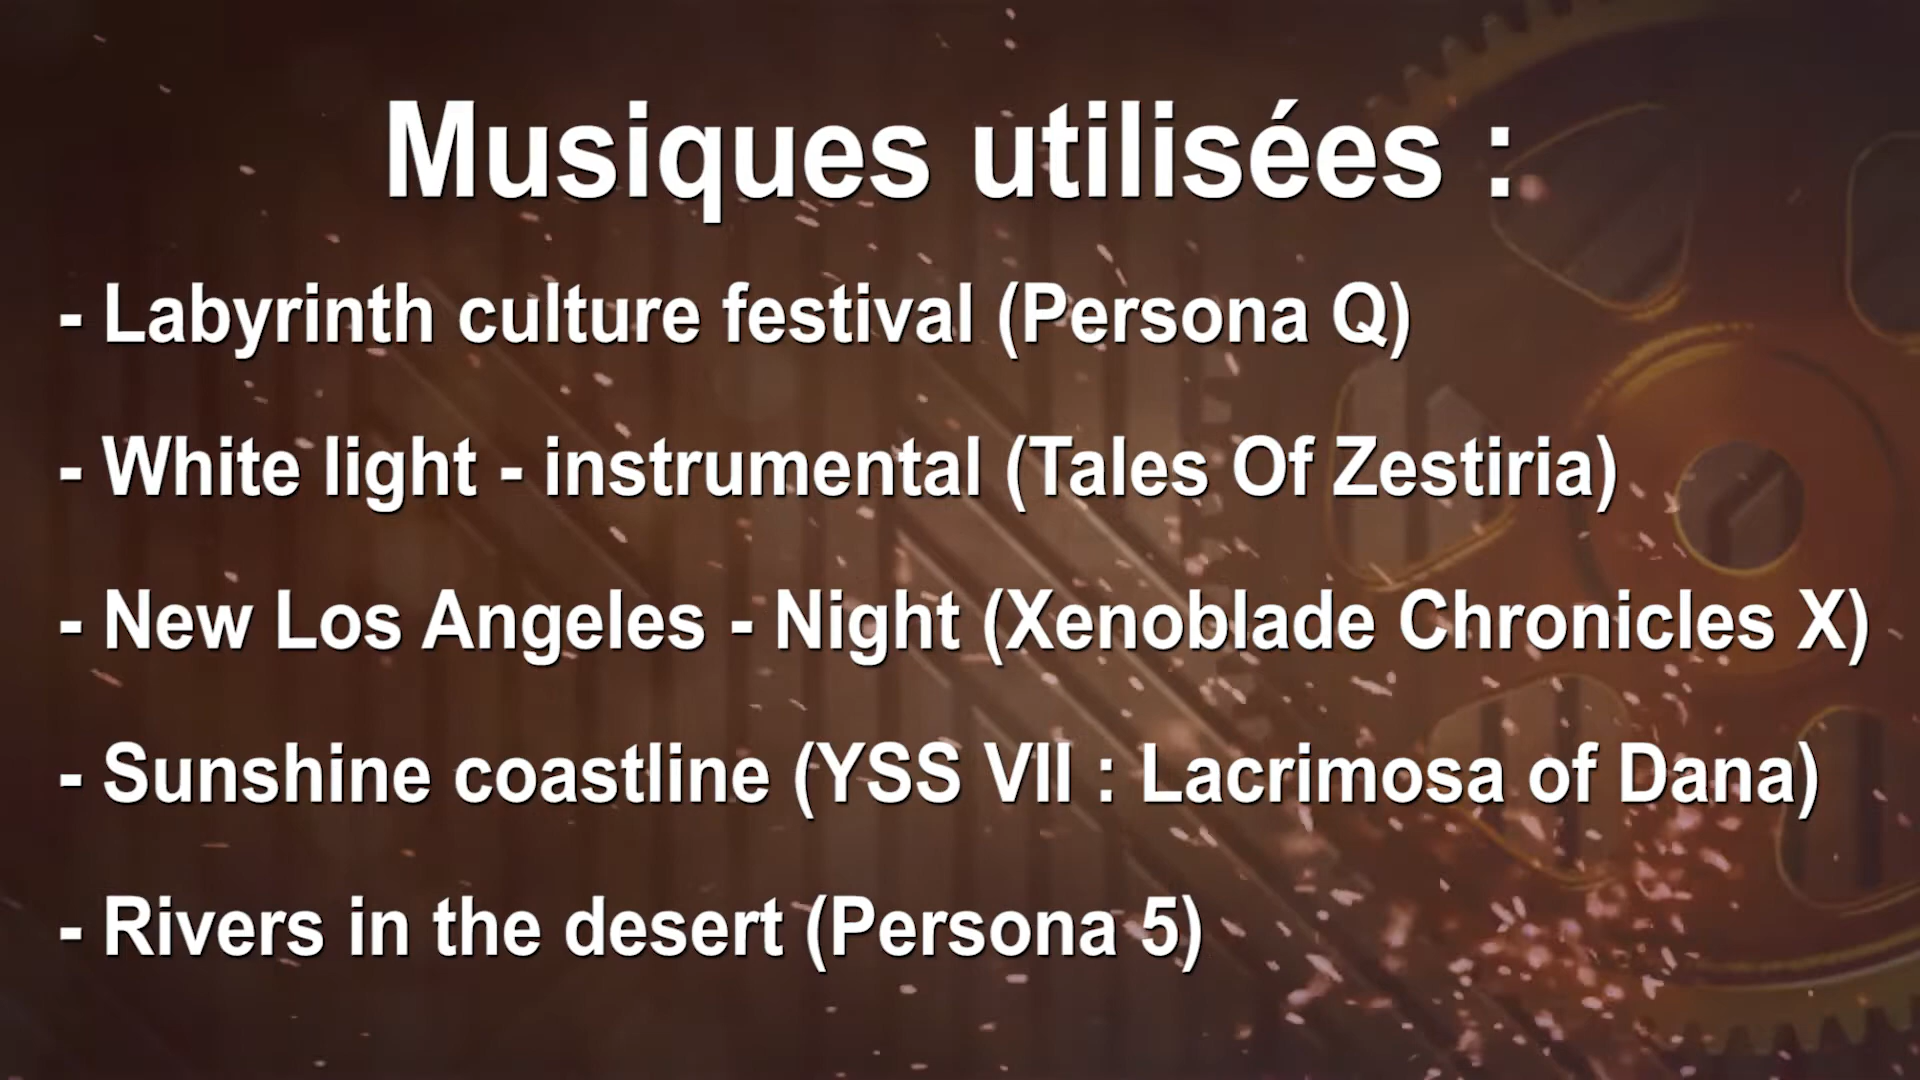 Musiques utilisées :
- Labyrinth culture festival (Persona Q)
- White light - instrumental (Tales Of Zestiria)
- New Los Angeles - Night (Xenoblade Chronicles X)
- Sunshine coastline (YSS VII : Lacrimosa of Dana)
- Rivers in the desert (Persona 5)